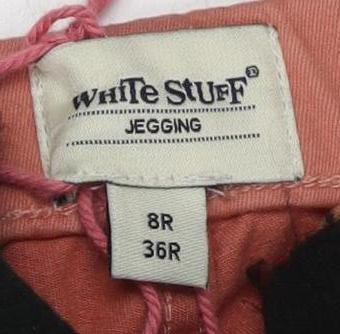 WHiTe STUFF®
JEGGING
8R
36R